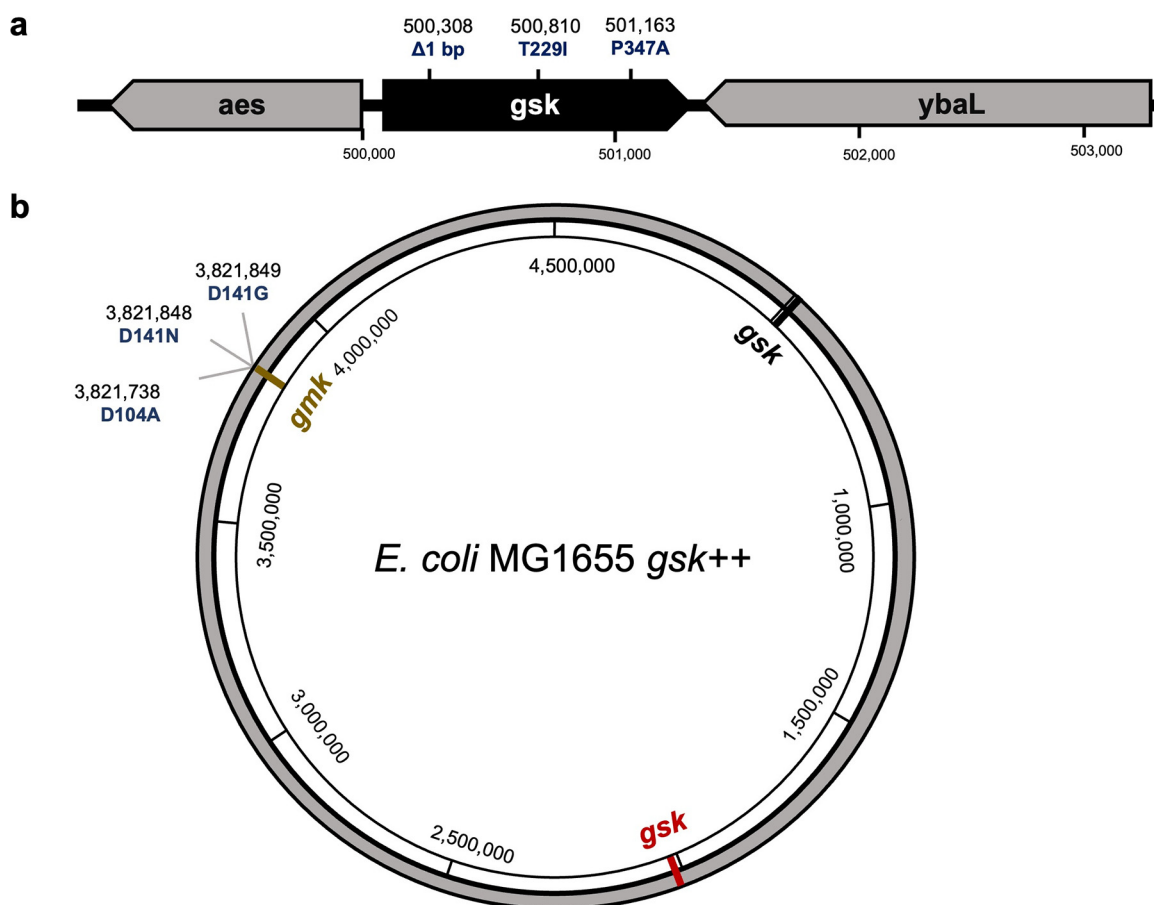 a
500,308 500,810 501,163
Δ1 bp T229I P347A
aes gsk ybaL
500,000 501,000 502,000 503,000
b
3,821,849
D141G
3,821,848
D141N
3,821,738
D104A
4,500,000
gsk
4,000,000
gmk
3,500,000
1,000,000
E. coli MG1655 gsk++
3,000,000
1,500,000
2,500,000
gsk